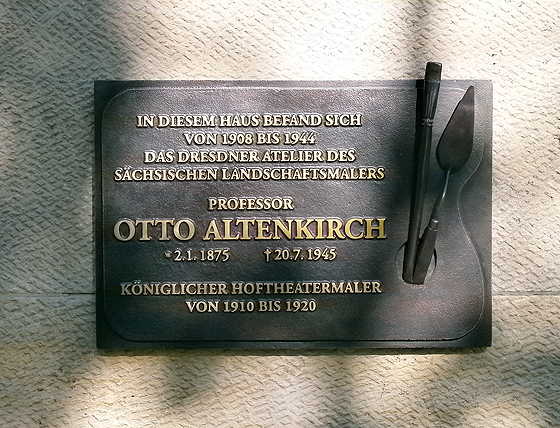 IN DIESEM HAUS BEFAND SICH
VON 1908 BIS 1944
DAS DRESDNER ATELIER DES
SÄCHSISCHEN LANDSCHAFTSMALERS
PROFESSOR
OTTO ALTENKIRCH
* 2.1.1875 † 20.7.1945
KÖNIGLICHER HOFTHEATERMALER
VON 1910 BIS 1920